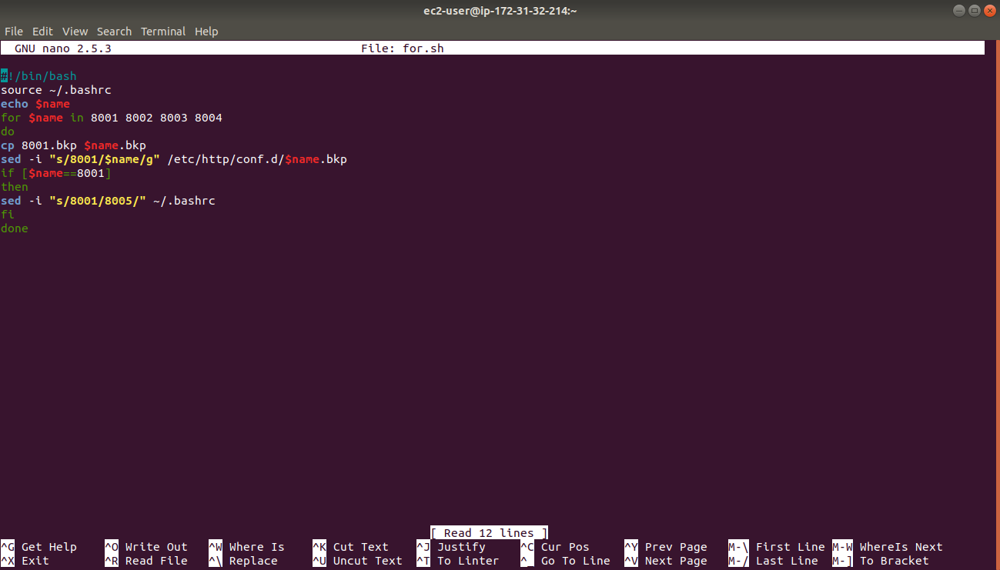 ec2-user@ip-172-31-32-214:~
File Edit View Search Terminal Help
GNU nano 2.5.3 File: for.sh
#!/bin/bash
source ~/.bashrc
echo $name
for $name in 8001 8002 8003 8004
do
cp 8001.bkp $name.bkp
sed -i "s/8001/$name/g" /etc/http/conf.d/$name.bkp
if [$name==8001]
then
sed -i "s/8001/8005/" ~/.bashrc
fi
done
[ Read 12 lines ]
^G Get Help ^O Write Out ^W Where Is ^K Cut Text ^J Justify ^C Cur Pos ^Y Prev Page M-\ First Line M-W WhereIs Next
^X Exit ^R Read File ^\ Replace ^U Uncut Text ^T To Linter ^_ Go To Line ^V Next Page M-/ Last Line M-] To Bracket